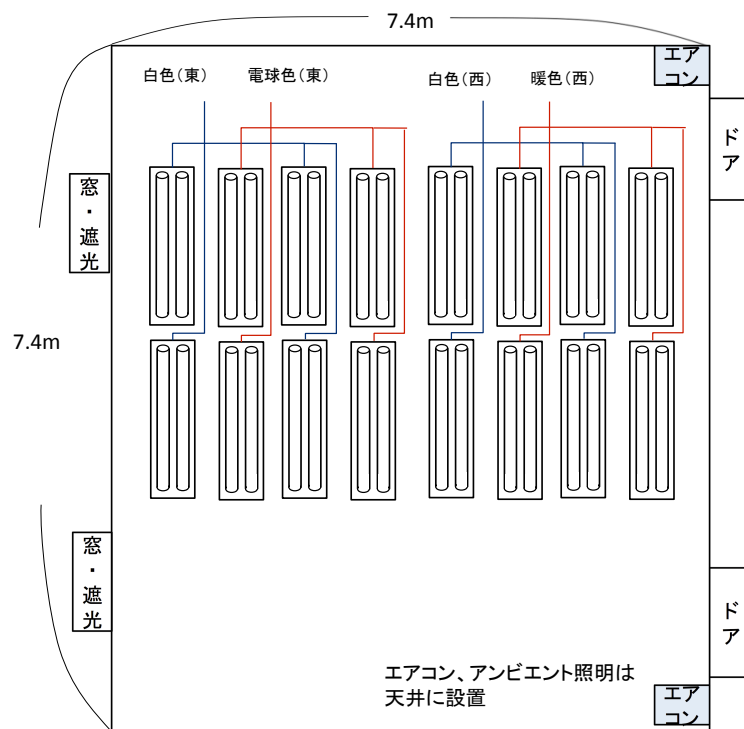 7.4m
エア
コン
白色（東）
電球色（東）
白色（西）
暖色（西）
ドア
窓・遮光
7.4m
窓・遮光
ドア
エアコン、アンビエント照明は
天井に設置
エア
コン